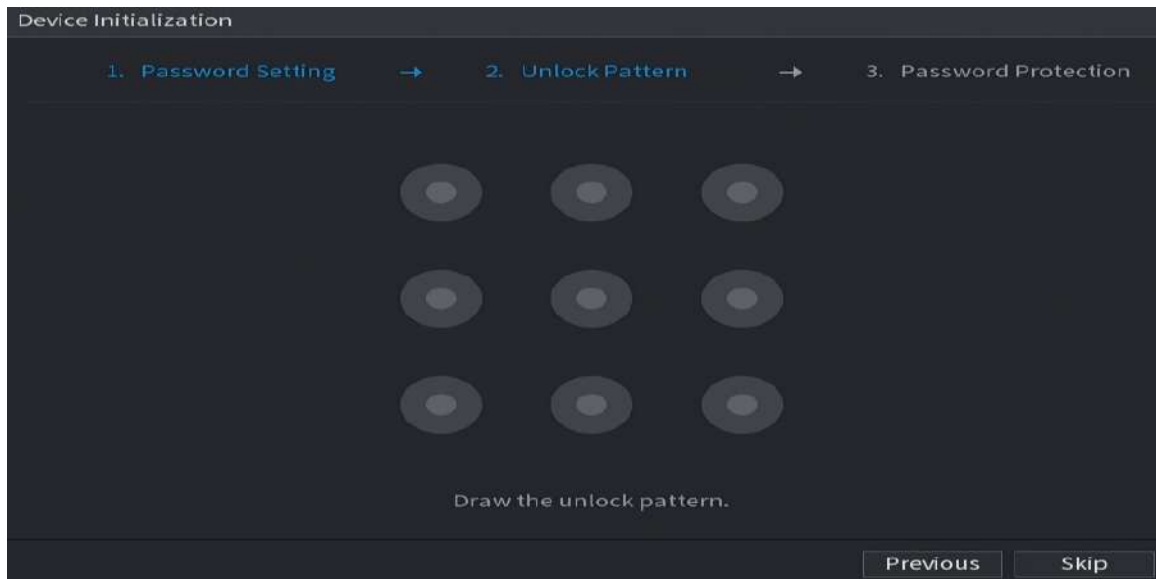 Device Initialization
1. Password Setting → 2. Unlock Pattern → 3. Password Protection
Draw the unlock pattern.
Previous Skip